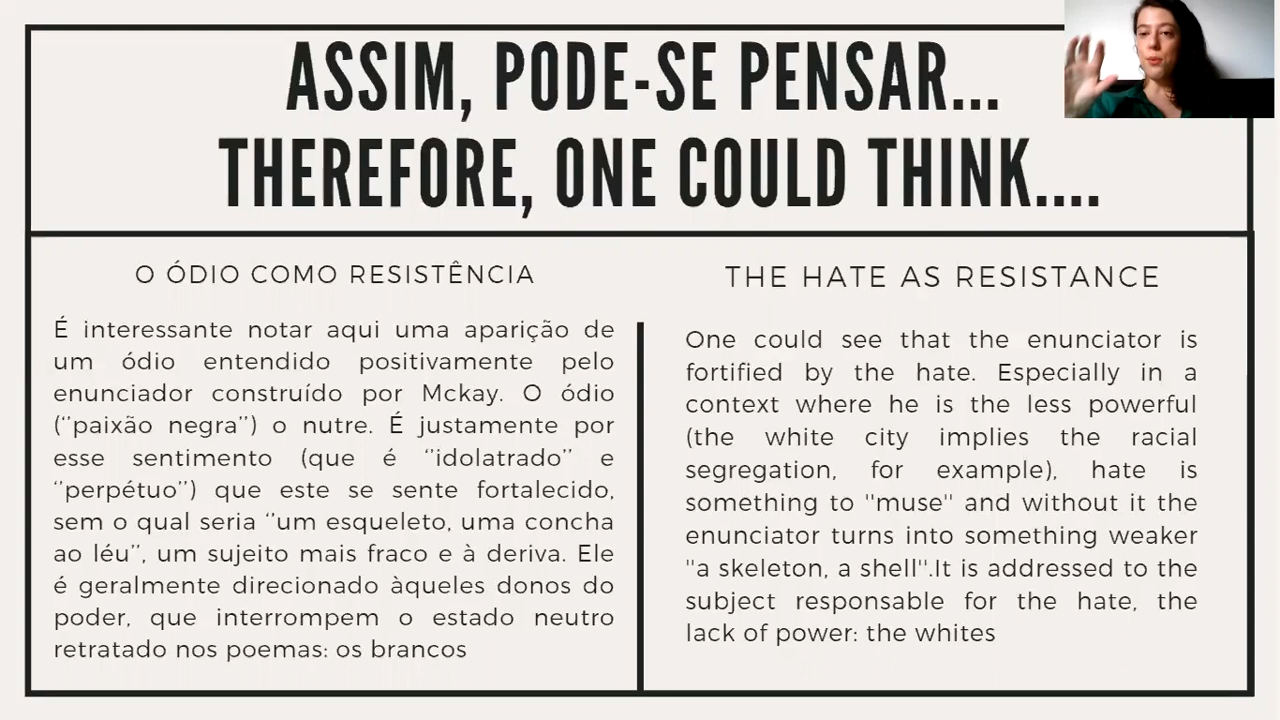 ASSIM, PODE-SE PENSAR...
THEREFORE, ONE COULD THINK....
O ÓDIO COMO RESISTÊNCIA
É interessante notar aqui uma aparição de
um ódio entendido positivamente pelo
enunciador construído por Mckay. O ódio
(‘’paixão negra’’) o nutre. É justamente por
esse sentimento (que é ‘’idolatrado’’ e
‘’perpétuo’’) que este se sente fortalecido,
sem o qual seria ‘’um esqueleto, uma concha
ao léu’’, um sujeito mais fraco e à deriva. Ele
é geralmente direcionado àqueles donos do
poder, que interrompem o estado neutro
retratado nos poemas: os brancos
THE HATE AS RESISTANCE
One could see that the enunciator is
fortified by the hate. Especially in a
context where he is the less powerful
(the white city implies the racial
segregation, for example), hate is
something to "muse" and without it the
enunciator turns into something weaker
"a skeleton, a shell".It is addressed to the
subject responsable for the hate, the
lack of power: the whites